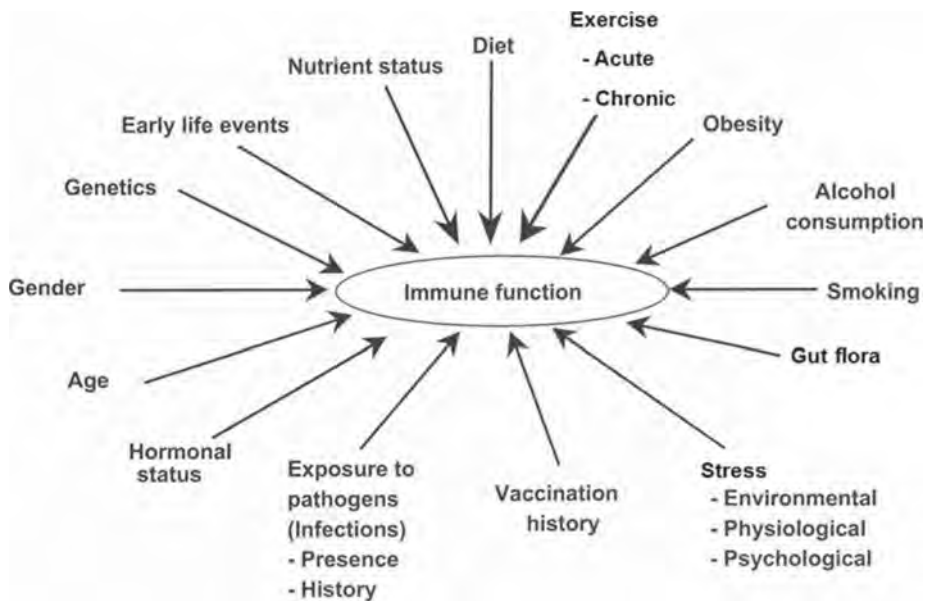 Exercise
- Acute
- Chronic
Diet
Nutrient status
Early life events
Obesity
Genetics
Alcohol
consumption
Gender
Immune function
Smoking
Gut flora
Age
Hormonal
status
Exposure to
pathogens
(Infections)
- Presence
- History
Vaccination
history
Stress
- Environmental
- Physiological
- Psychological